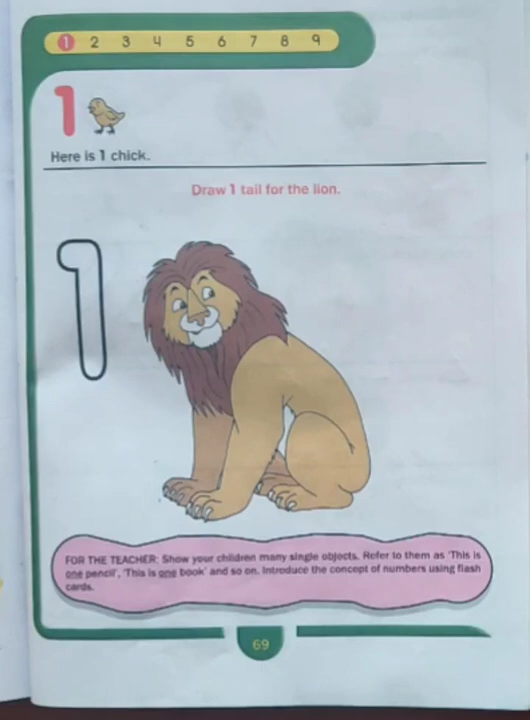 1 2 3 4 5 6 7 8 9
1
Here is 1 chick.
Draw 1 tail for the lion.
1
FOR THE TEACHER: Show your children many single objects. Refer to them as 'This is
one pencil', 'This is one book' and so on. Introduce the concept of numbers using flash
cards.
69